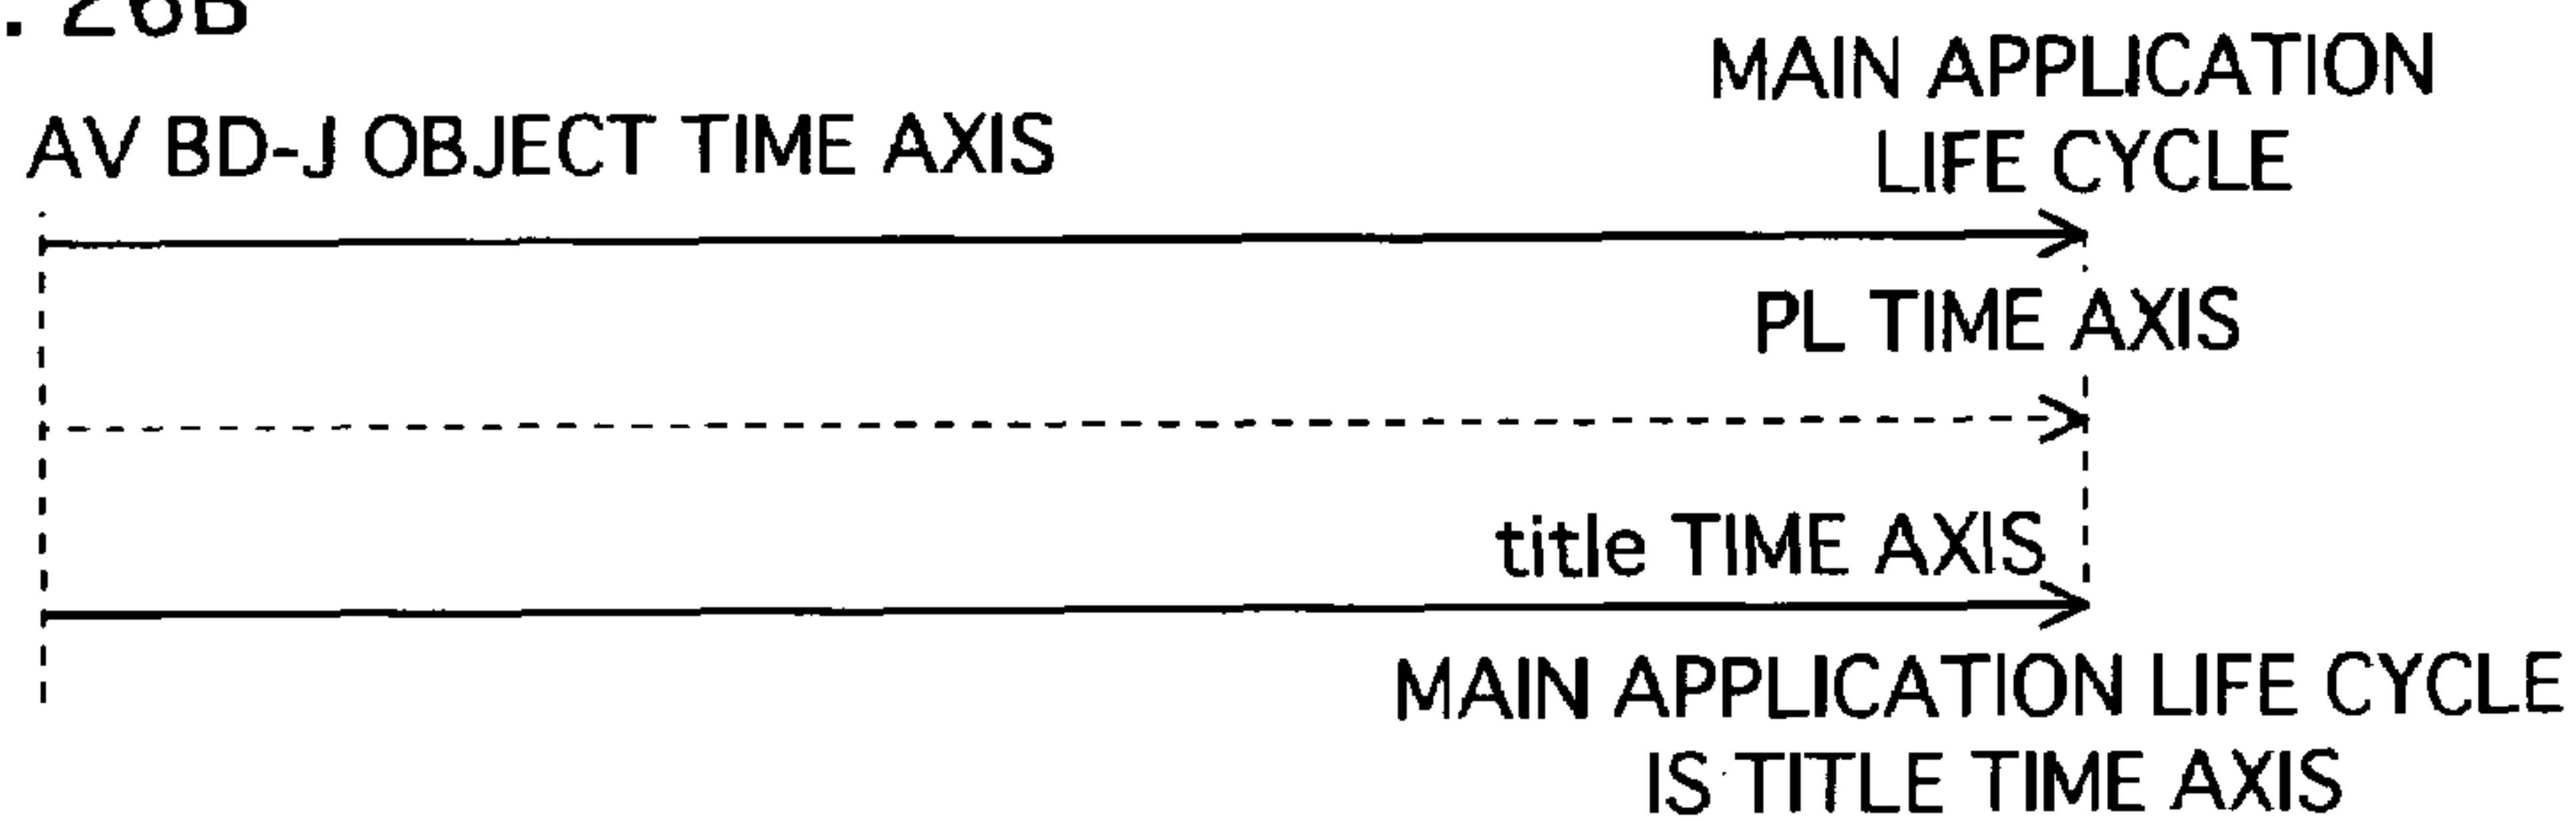 . 26B
MAIN APPLICATION
LIFE CYCLE
AV BD-J OBJECT TIME AXIS
PL TIME AXIS
title TIME AXIS
MAIN APPLICATION LIFE CYCLE
IS TITLE TIME AXIS